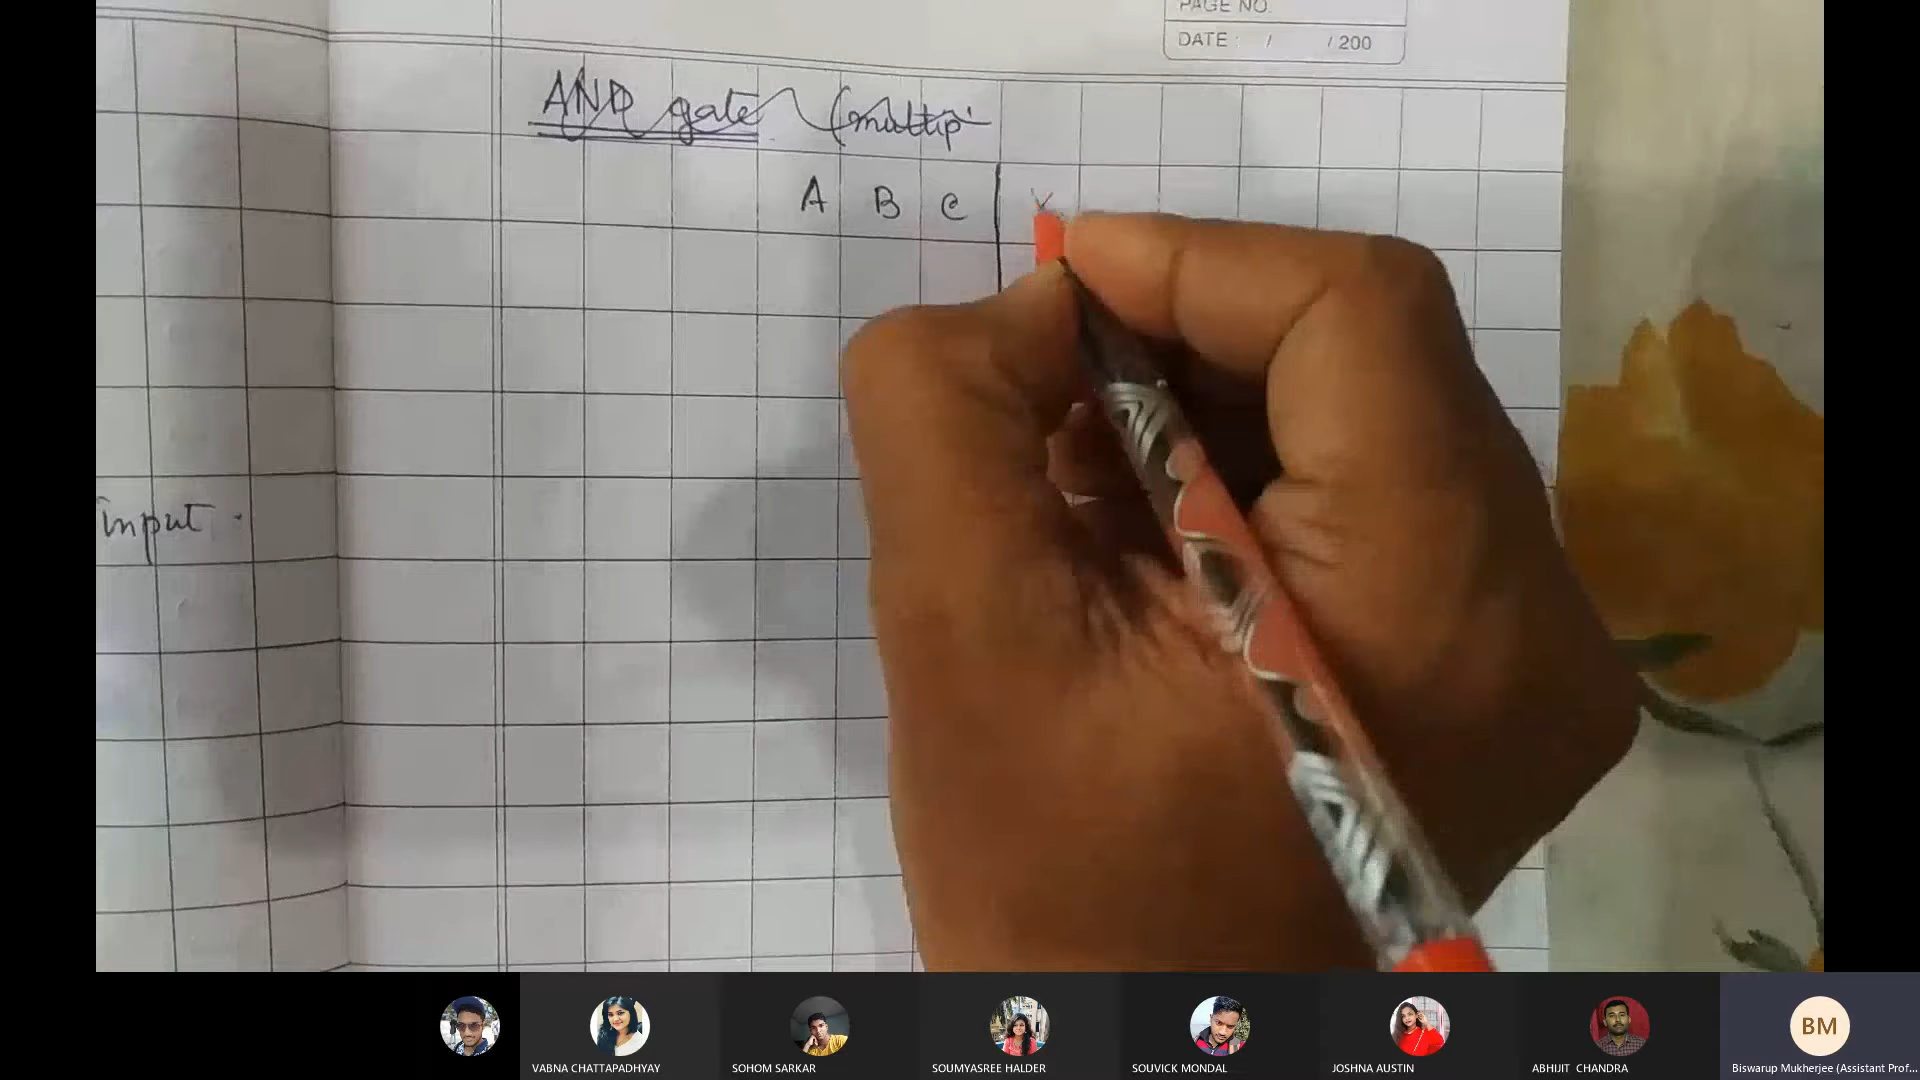 PAGE NO.
DATE : / / 200
AND gate (multip
A B C
input .
VABNA CHATTAPADHYAY
SOHOM SARKAR
SOUMYASREE HALDER
SOUVICK MONDAL
JOSHNA AUSTIN
ABHIJIT CHANDRA
BM
Biswarup Mukherjee (Assistant Prof...